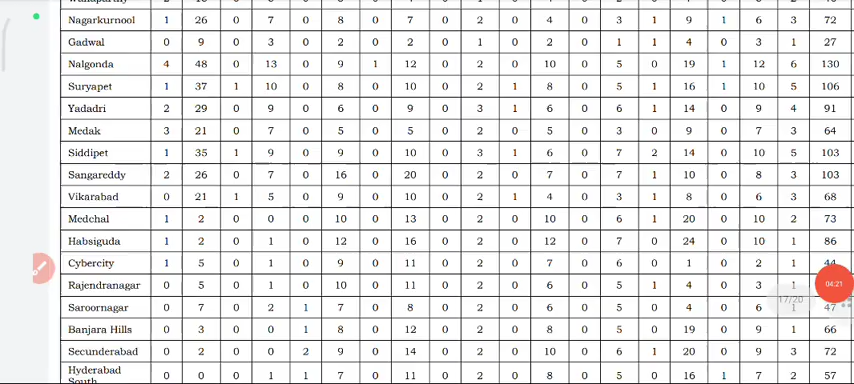 Nagarkurnool 1 26 0 7 0 8 0 7 0 2 0 4 0 3 1 9 1 6 3 72
Gadwal 0 9 0 3 0 2 0 2 0 1 0 2 0 1 1 4 0 3 1 27
Nalgonda 4 48 0 13 0 9 1 12 0 2 0 10 0 5 0 19 1 12 6 130
Suryapet 1 37 1 10 0 8 0 10 0 2 1 8 0 5 1 16 1 10 5 106
Yadadri 2 29 0 9 0 6 0 9 0 3 1 6 0 6 1 14 0 9 4 91
Medak 3 21 0 7 0 5 0 5 0 2 0 5 0 3 0 9 0 7 3 64
Siddipet 1 35 1 9 0 9 0 10 0 3 1 6 0 7 2 14 0 10 5 103
Sangareddy 2 26 0 7 0 16 0 20 0 2 0 7 0 7 1 10 0 8 3 103
Vikarabad 0 21 1 5 0 9 0 10 0 2 1 4 0 3 1 8 0 6 3 68
Medchal 1 2 0 0 0 10 0 13 0 2 0 10 0 6 1 20 0 10 2 73
Habsiguda 1 2 0 1 0 12 0 16 0 2 0 12 0 7 0 24 0 10 1 86
Cybercity 1 5 0 1 0 9 0 11 0 2 0 7 0 6 0 1 0 2 1 44
Rajendranagar 0 5 0 1 0 10 0 11 0 2 0 6 0 5 1 4 0 3 1
04:21
17/20
Saroornagar 0 7 0 2 1 7 0 8 0 2 0 6 0 5 0 4 0 6 1 47
Banjara Hills 0 3 0 0 1 8 0 12 0 2 0 8 0 5 0 19 0 9 1 66
Secunderabad 0 2 0 0 2 9 0 14 0 2 0 10 0 6 1 20 0 9 3 72
Hyderabad South 0 0 0 1 1 7 0 11 0 2 0 8 0 5 0 16 1 7 2 57